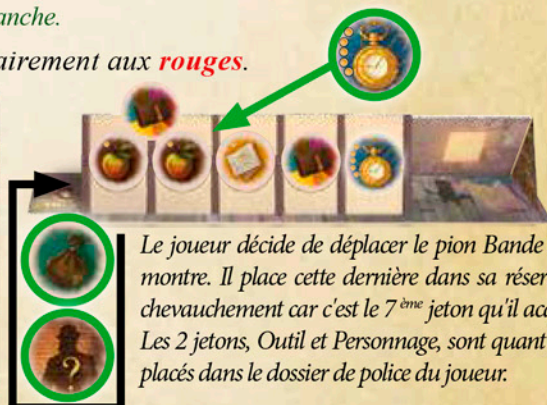 anche.
airement aux rouges.
Le joueur décide de déplacer le pion Bande
montre. Il place cette dernière dans sa réser
chevauchement car c'est le 7ème jeton qu'il acc
Les 2 jetons, Outil et Personnage, sont quant
placés dans le dossier de police du joueur.
?